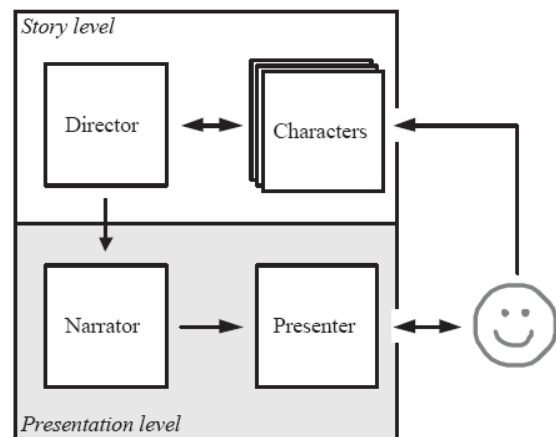 Story level
Director
Characters
Narrator
Presenter
Presentation level